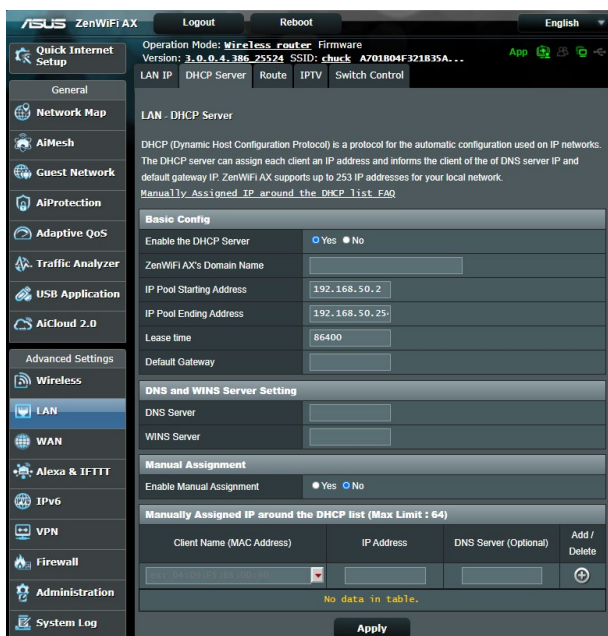 ASUS ZenWiFi AX Logout Reboot English
Quick Internet Setup
Operation Mode: Wireless router Firmware
Version: 3.0.0.4.386_25524 SSID: chuck A701B04F321B35A...
App
LAN IP DHCP Server Route IPTV Switch Control
General
Network Map
AiMesh
Guest Network
AiProtection
Adaptive QoS
Traffic Analyzer
USB Application
AiCloud 2.0
Advanced Settings
Wireless
LAN
WAN
Alexa & IFTTT
IPv6
VPN
Firewall
Administration
System Log
LAN - DHCP Server
DHCP (Dynamic Host Configuration Protocol) is a protocol for the automatic configuration used on IP networks.
The DHCP server can assign each client an IP address and informs the client of the of DNS server IP and
default gateway IP. ZenWiFi AX supports up to 253 IP addresses for your local network.
Manually Assigned IP around the DHCP list FAQ
Basic Config
Enable the DHCP Server Yes No
ZenWiFi AX's Domain Name
IP Pool Starting Address 192.168.50.2
IP Pool Ending Address 192.168.50.25
Lease time 86400
Default Gateway
DNS and WINS Server Setting
DNS Server
WINS Server
Manual Assignment
Enable Manual Assignment Yes No
Manually Assigned IP around the DHCP list (Max Limit : 64)
Client Name (MAC Address) IP Address DNS Server (Optional) Add / Delete
No data in table.
Apply